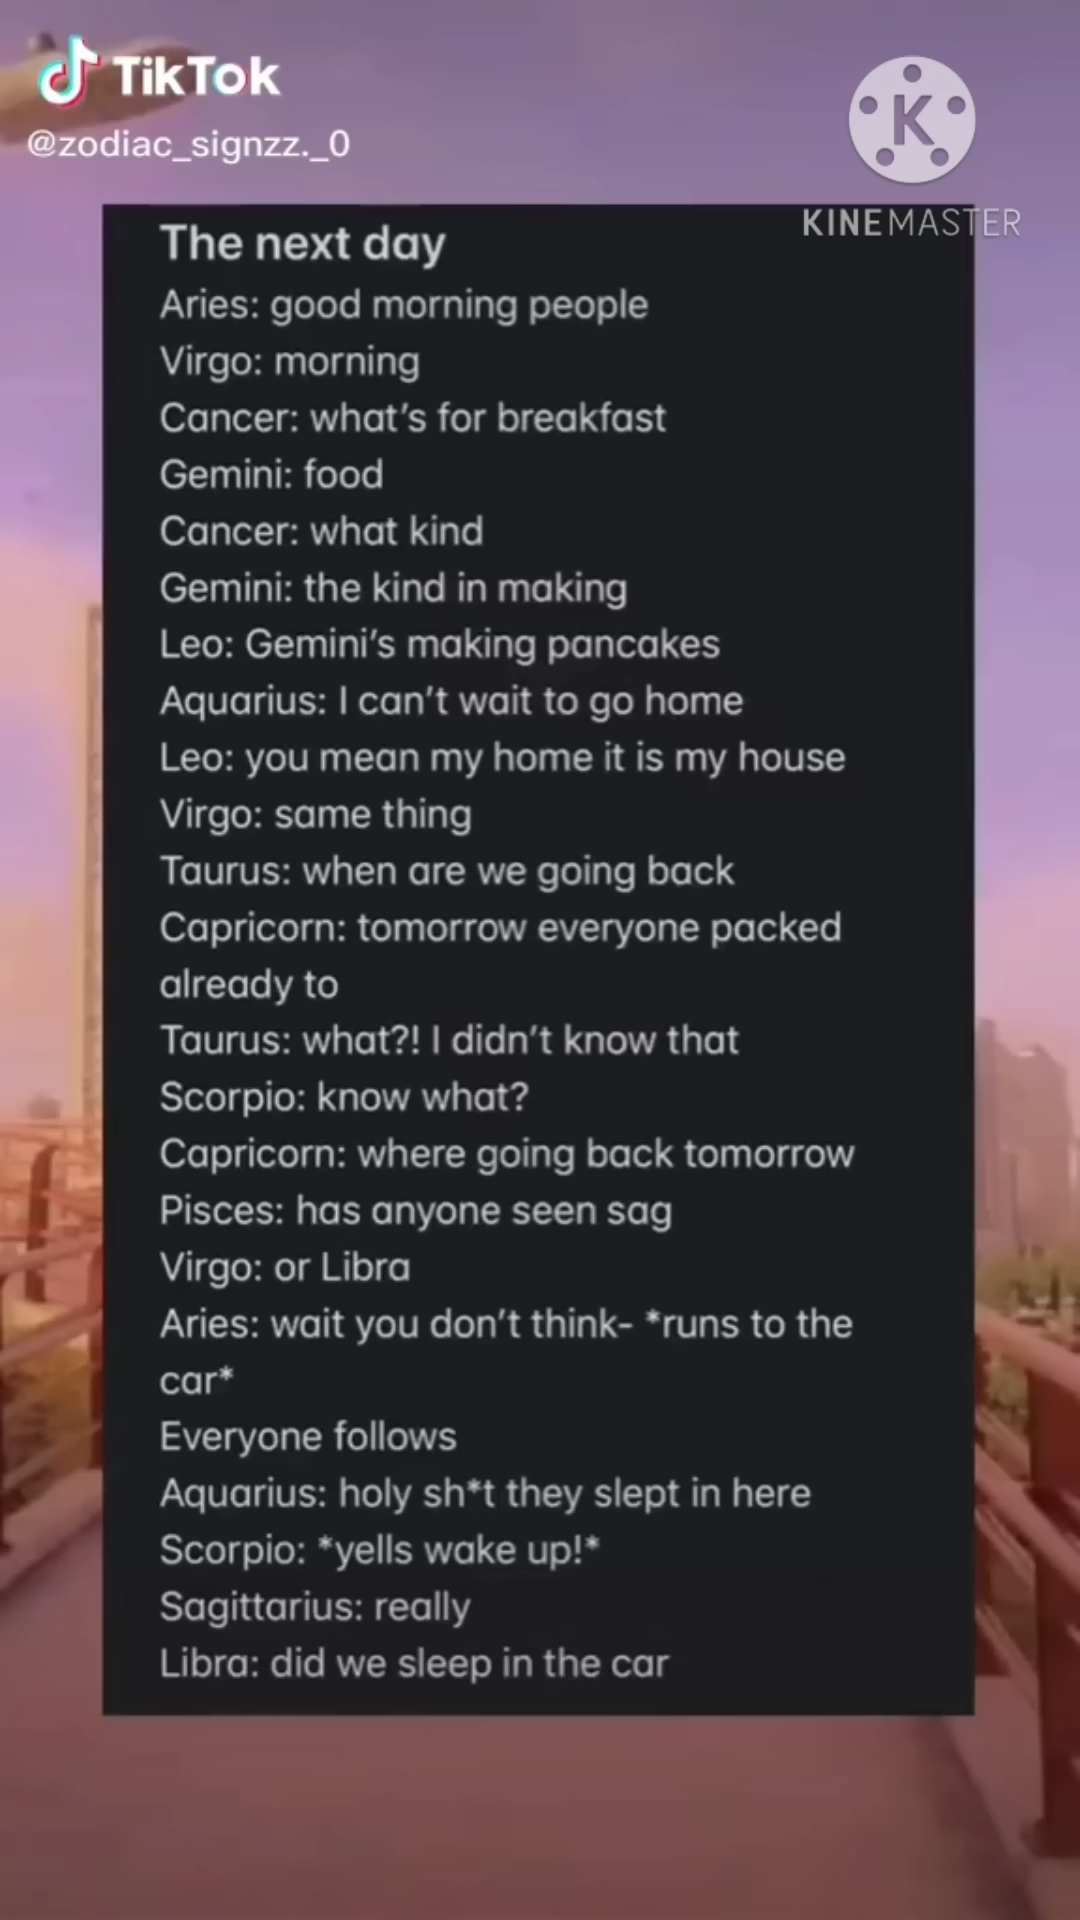 TikTok
@zodiac_signzz._0
K
KINEMASTER
The next day
Aries: good morning people
Virgo: morning
Cancer: what's for breakfast
Gemini: food
Cancer: what kind
Gemini: the kind in making
Leo: Gemini's making pancakes
Aquarius: I can't wait to go home
Leo: you mean my home it is my house
Virgo: same thing
Taurus: when are we going back
Capricorn: tomorrow everyone packed
already to
Taurus: what?! I didn't know that
Scorpio: know what?
Capricorn: where going back tomorrow
Pisces: has anyone seen sag
Virgo: or Libra
Aries: wait you don't think- *runs to the
car*
Everyone follows
Aquarius: holy sh*t they slept in here
Scorpio: *yells wake up!*
Sagittarius: really
Libra: did we sleep in the car